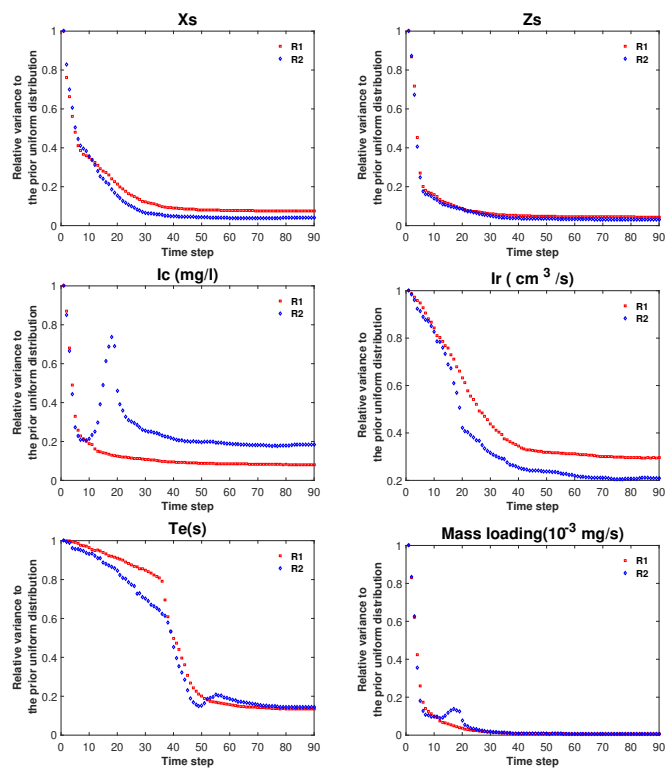 Xs
Relative variance to
the prior uniform distribution
1
0.8
0.6
0.4
0.2
0
0 10 20 30 40 50 60 70 80 90
Time step
R1
R2
Zs
Relative variance to
the prior uniform distribution
1
0.8
0.6
0.4
0.2
0
0 10 20 30 40 50 60 70 80 90
Time step
R1
R2
Ic (mg/l)
Relative variance to
the prior uniform distribution
1
0.8
0.6
0.4
0.2
0
0 10 20 30 40 50 60 70 80 90
Time step
R1
R2
Ir ( cm 3 /s)
Relative variance to
the prior uniform distribution
1
0.8
0.6
0.4
0.2
0 10 20 30 40 50 60 70 80 90
Time step
R1
R2
Te(s)
Relative variance to
the prior uniform distribution
1
0.8
0.6
0.4
0.2
0
0 10 20 30 40 50 60 70 80 90
Time step
R1
R2
Mass loading(10-3 mg/s)
Relative variance to
the prior uniform distribution
1
0.8
0.6
0.4
0.2
0
0 10 20 30 40 50 60 70 80 90
Time step
R1
R2